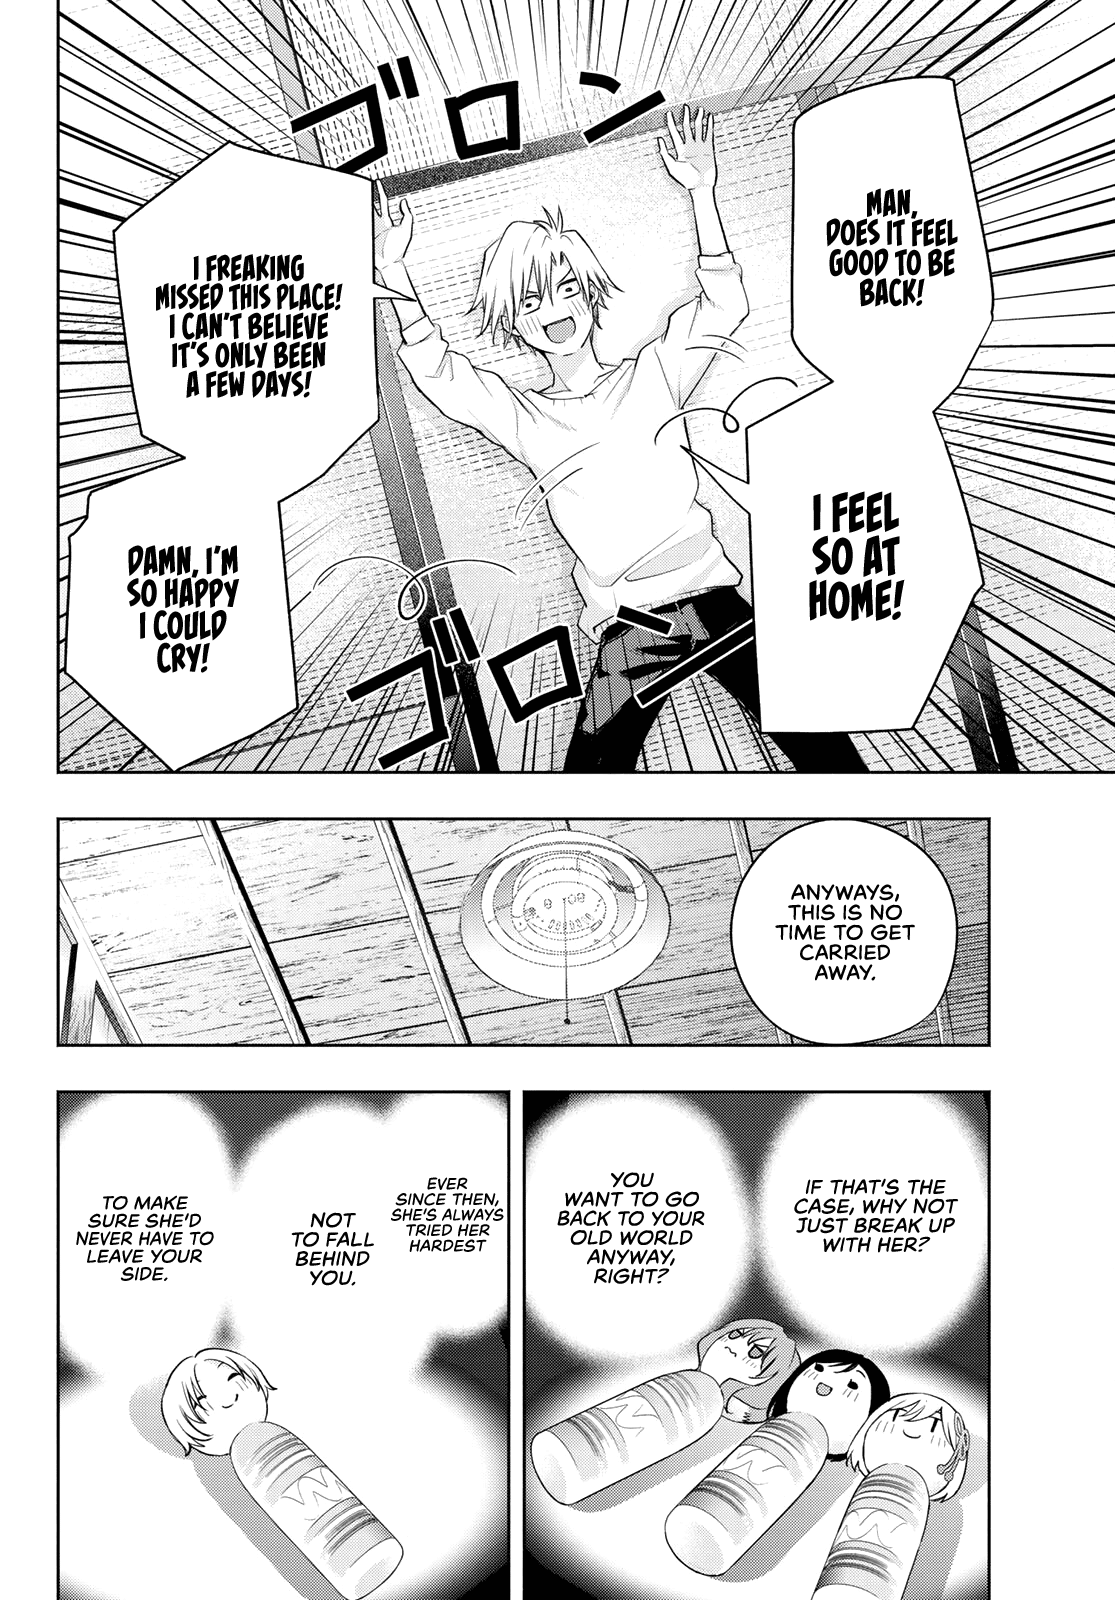 ゴロン
MAN,
DOES IT FEEL
GOOD TO BE
BACK!
I FEEL
SO AT
HOME!
I FREAKING
MISSED THIS PLACE!
I CAN'T BELIEVE
IT'S ONLY BEEN
A FEW DAYS!
DAMN, I'M
SO HAPPY
I COULD
CRY!
ゴロン
ANYWAYS,
THIS IS NO
TIME TO GET
CARRIED
AWAY.
IF THAT'S THE
CASE, WHY NOT
JUST BREAK UP
WITH HER?
YOU
WANT TO GO
BACK TO YOUR
OLD WORLD
ANYWAY,
RIGHT?
EVER
SINCE THEN,
SHE'S ALWAYS
TRIED HER
HARDEST
NOT
TO FALL
BEHIND
YOU.
TO MAKE
SURE SHE'D
NEVER HAVE TO
LEAVE YOUR
SIDE.